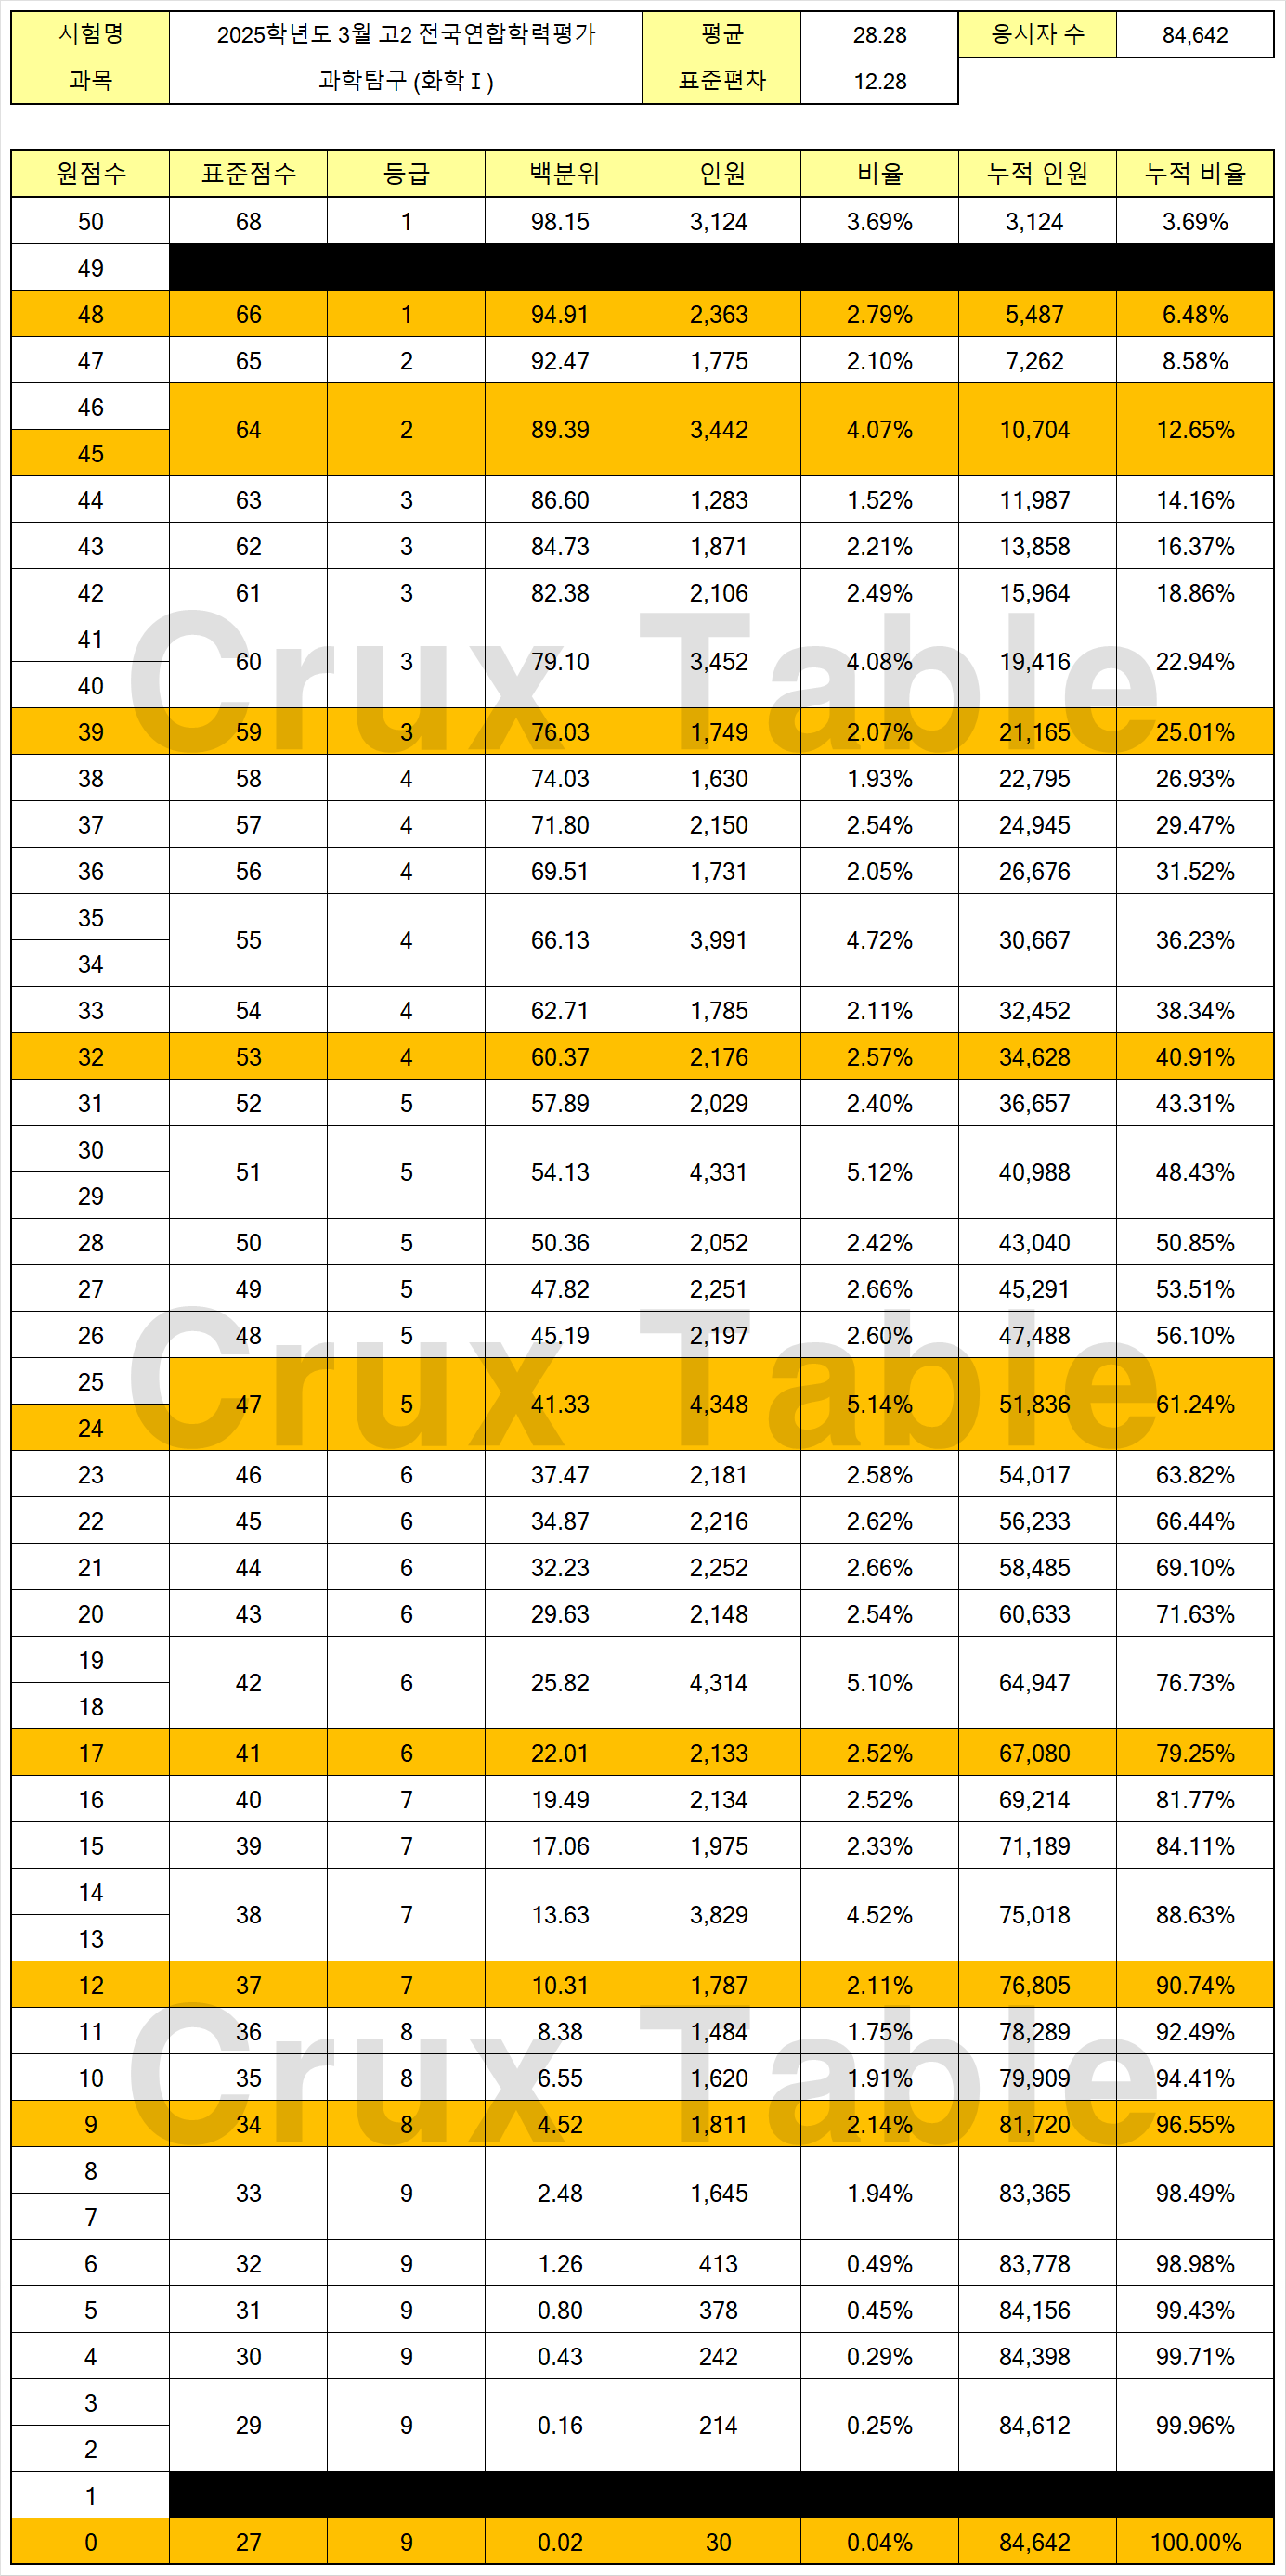 시험명 2025학년도 3월 고2 전국연합학력평가 평균 28.28 응시자 수 84,642
과목 과학탐구 (화학Ⅰ) 표준편차 12.28
원점수 표준점수 등급 백분위 인원 비율 누적 인원 누적 비율
50 68 1 98.15 3,124 3.69% 3,124 3.69%
49
48 66 1 94.91 2,363 2.79% 5,487 6.48%
47 65 2 92.47 1,775 2.10% 7,262 8.58%
46
64 2 89.39 3,442 4.07% 10,704 12.65%
45
44 63 3 86.60 1,283 1.52% 11,987 14.16%
43 62 3 84.73 1,871 2.21% 13,858 16.37%
42 61 3 82.38 2,106 2.49% 15,964 18.86%
41
60 3 79.10 3,452 4.08% 19,416 22.94%
40
Crux Table
39 59 3 76.03 1,749 2.07% 21,165 25.01%
38 58 4 74.03 1,630 1.93% 22,795 26.93%
37 57 4 71.80 2,150 2.54% 24,945 29.47%
36 56 4 69.51 1,731 2.05% 26,676 31.52%
35
55 4 66.13 3,991 4.72% 30,667 36.23%
34
33 54 4 62.71 1,785 2.11% 32,452 38.34%
32 53 4 60.37 2,176 2.57% 34,628 40.91%
31 52 5 57.89 2,029 2.40% 36,657 43.31%
30
51 5 54.13 4,331 5.12% 40,988 48.43%
29
28 50 5 50.36 2,052 2.42% 43,040 50.85%
27 49 5 47.82 2,251 2.66% 45,291 53.51%
26 48 5 45.19 2,197 2.60% 47,488 56.10%
Crux Table
25
47 5 41.33 4,348 5.14% 51,836 61.24%
24
23 46 6 37.47 2,181 2.58% 54,017 63.82%
22 45 6 34.87 2,216 2.62% 56,233 66.44%
21 44 6 32.23 2,252 2.66% 58,485 69.10%
20 43 6 29.63 2,148 2.54% 60,633 71.63%
19
42 6 25.82 4,314 5.10% 64,947 76.73%
18
17 41 6 22.01 2,133 2.52% 67,080 79.25%
16 40 7 19.49 2,134 2.52% 69,214 81.77%
15 39 7 17.06 1,975 2.33% 71,189 84.11%
14
38 7 13.63 3,829 4.52% 75,018 88.63%
13
12 37 7 10.31 1,787 2.11% 76,805 90.74%
11 36 8 8.38 1,484 1.75% 78,289 92.49%
Crux Table
10 35 8 6.55 1,620 1.91% 79,909 94.41%
9 34 8 4.52 1,811 2.14% 81,720 96.55%
8
33 9 2.48 1,645 1.94% 83,365 98.49%
7
6 32 9 1.26 413 0.49% 83,778 98.98%
5 31 9 0.80 378 0.45% 84,156 99.43%
4 30 9 0.43 242 0.29% 84,398 99.71%
3
29 9 0.16 214 0.25% 84,612 99.96%
2
1
0 27 9 0.02 30 0.04% 84,642 100.00%